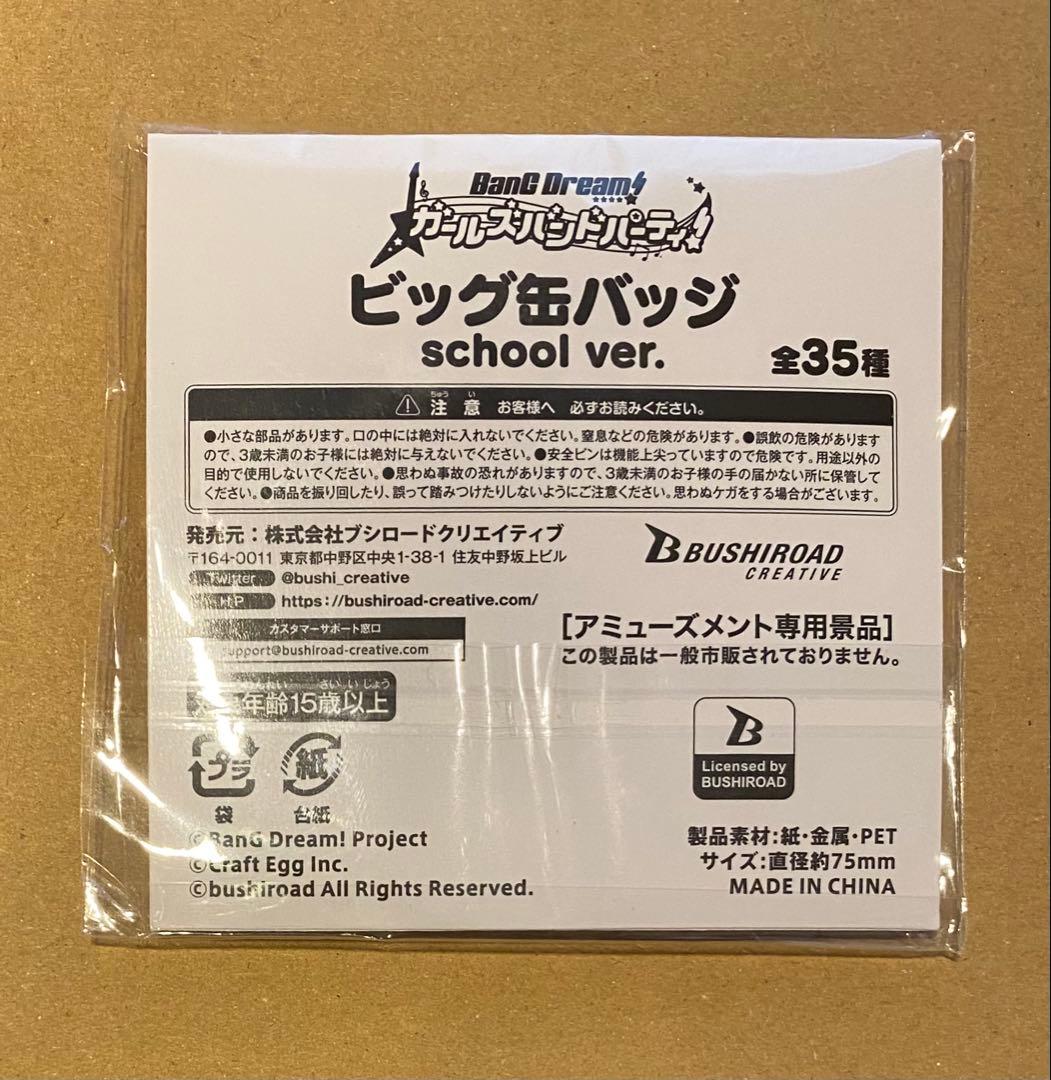 BanG Dream!
ガールズバンドパーティ!
ビッグ缶バッジ
school ver.
全35種
ちゅう い
注意 お客様へ 必ずお読みください。
●小さな部品があります。口の中には絶対に入れないでください。窒息などの危険があります。●誤飲の危険があります
ので、3歳未満のお子様には絶対に与えないでください。●安全ピンは機能上尖っていますので危険です。用途以外の
目的で使用しないでください。●思わぬ事故の恐れがありますので、3歳未満のお子様の手の届かない所に保管して
ください。●商品を振り回したり、誤って踏みつけたりしないようにご注意ください。思わぬケガをする場合がございます。
発売元:株式会社ブシロードクリエイティブ
〒164-0011 東京都中野区中央1-38-1 住友中野坂上ビル
Twitter @bushi_creative
HP https://bushiroad-creative.com/
カスタマーサポート窓口
support@bushiroad-creative.com
BUSHIROAD
CREATIVE
[アミューズメント専用景品]
この製品は一般市販されておりません。
さい い じょう
年齢15歳以上
プラ
袋
紙
台紙
Licensed by
BUSHIROAD
©BanG Dream! Project
©Craft Egg Inc.
©bushiroad All Rights Reserved.
製品素材:紙・金属・PET
サイズ:直径約75mm
MADE IN CHINA